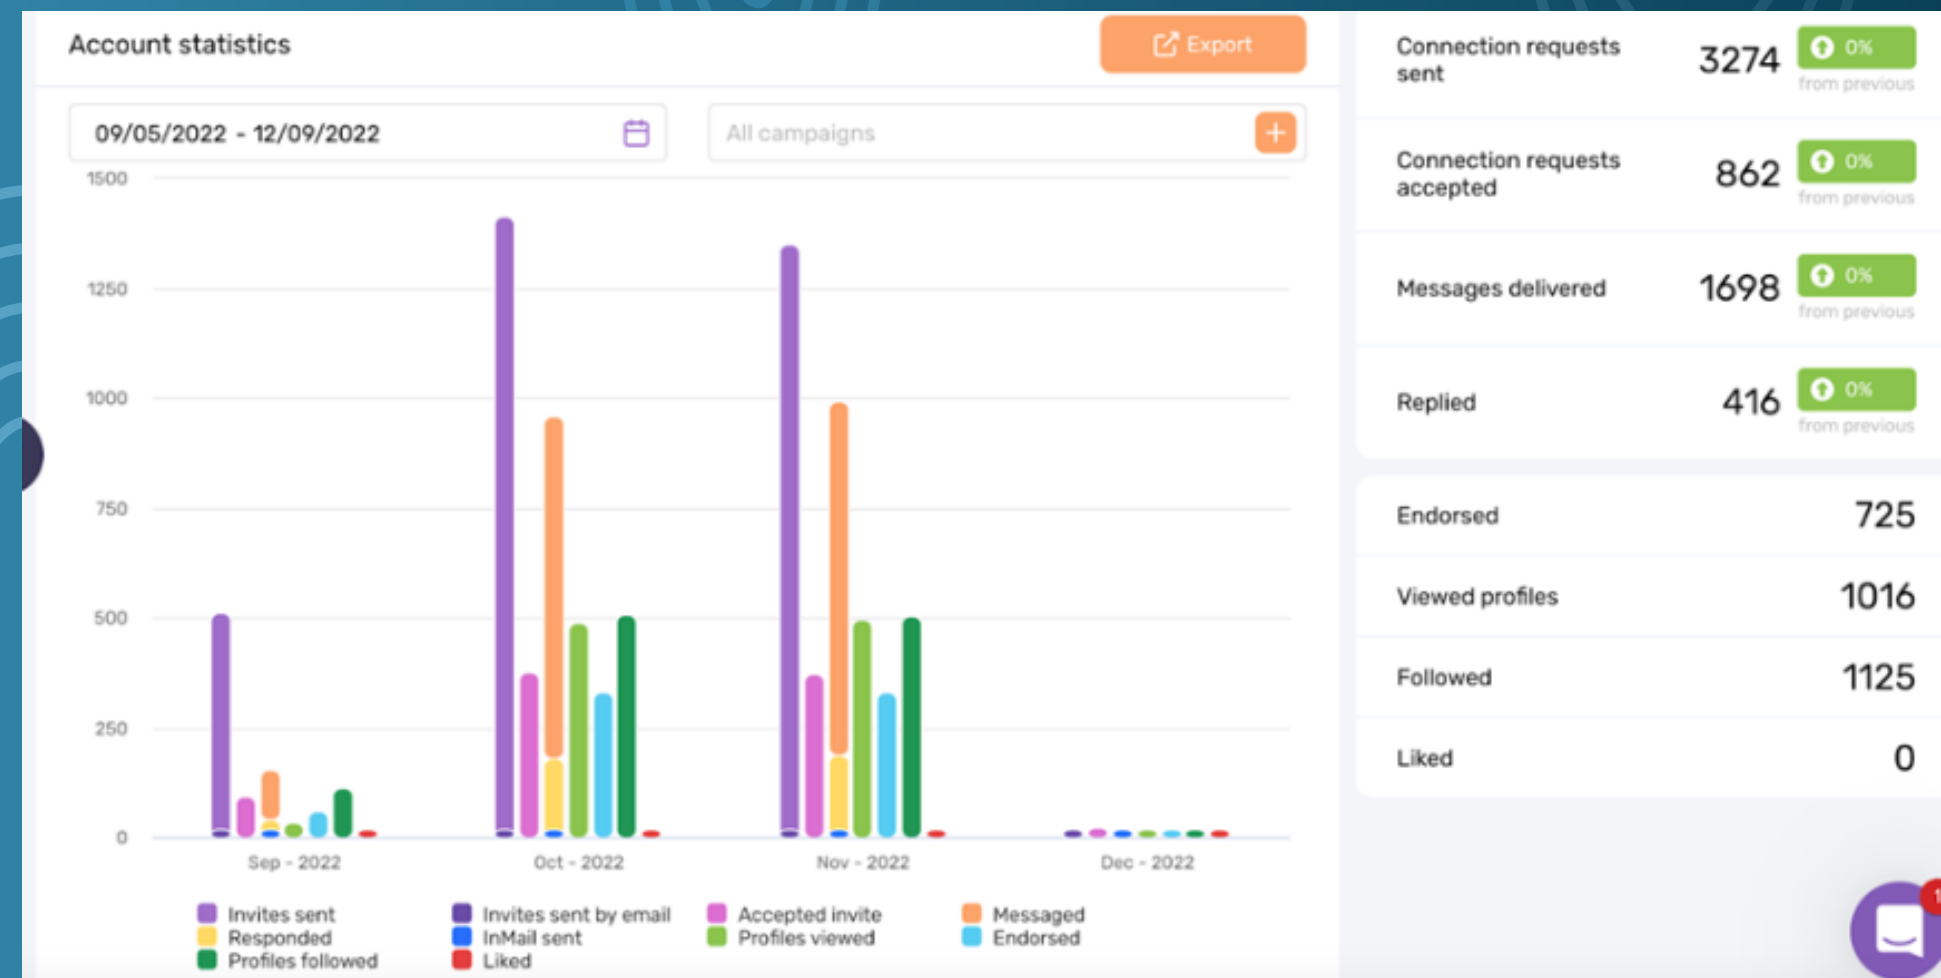 Account statistics
Export
09/05/2022 - 12/09/2022
All campaigns
1500
1250
1000
750
500
250
0
Sep - 2022
Oct - 2022
Nov - 2022
Dec - 2022
Invites sent
Invites sent by email
Accepted invite
Messaged
Responded
InMail sent
Profiles viewed
Endorsed
Profiles followed
Liked
Connection requests
sent
3274
0%
from previous
Connection requests
accepted
862
0%
from previous
Messages delivered
1698
0%
from previous
Replied
416
0%
from previous
Endorsed
725
Viewed profiles
1016
Followed
1125
Liked
0
1